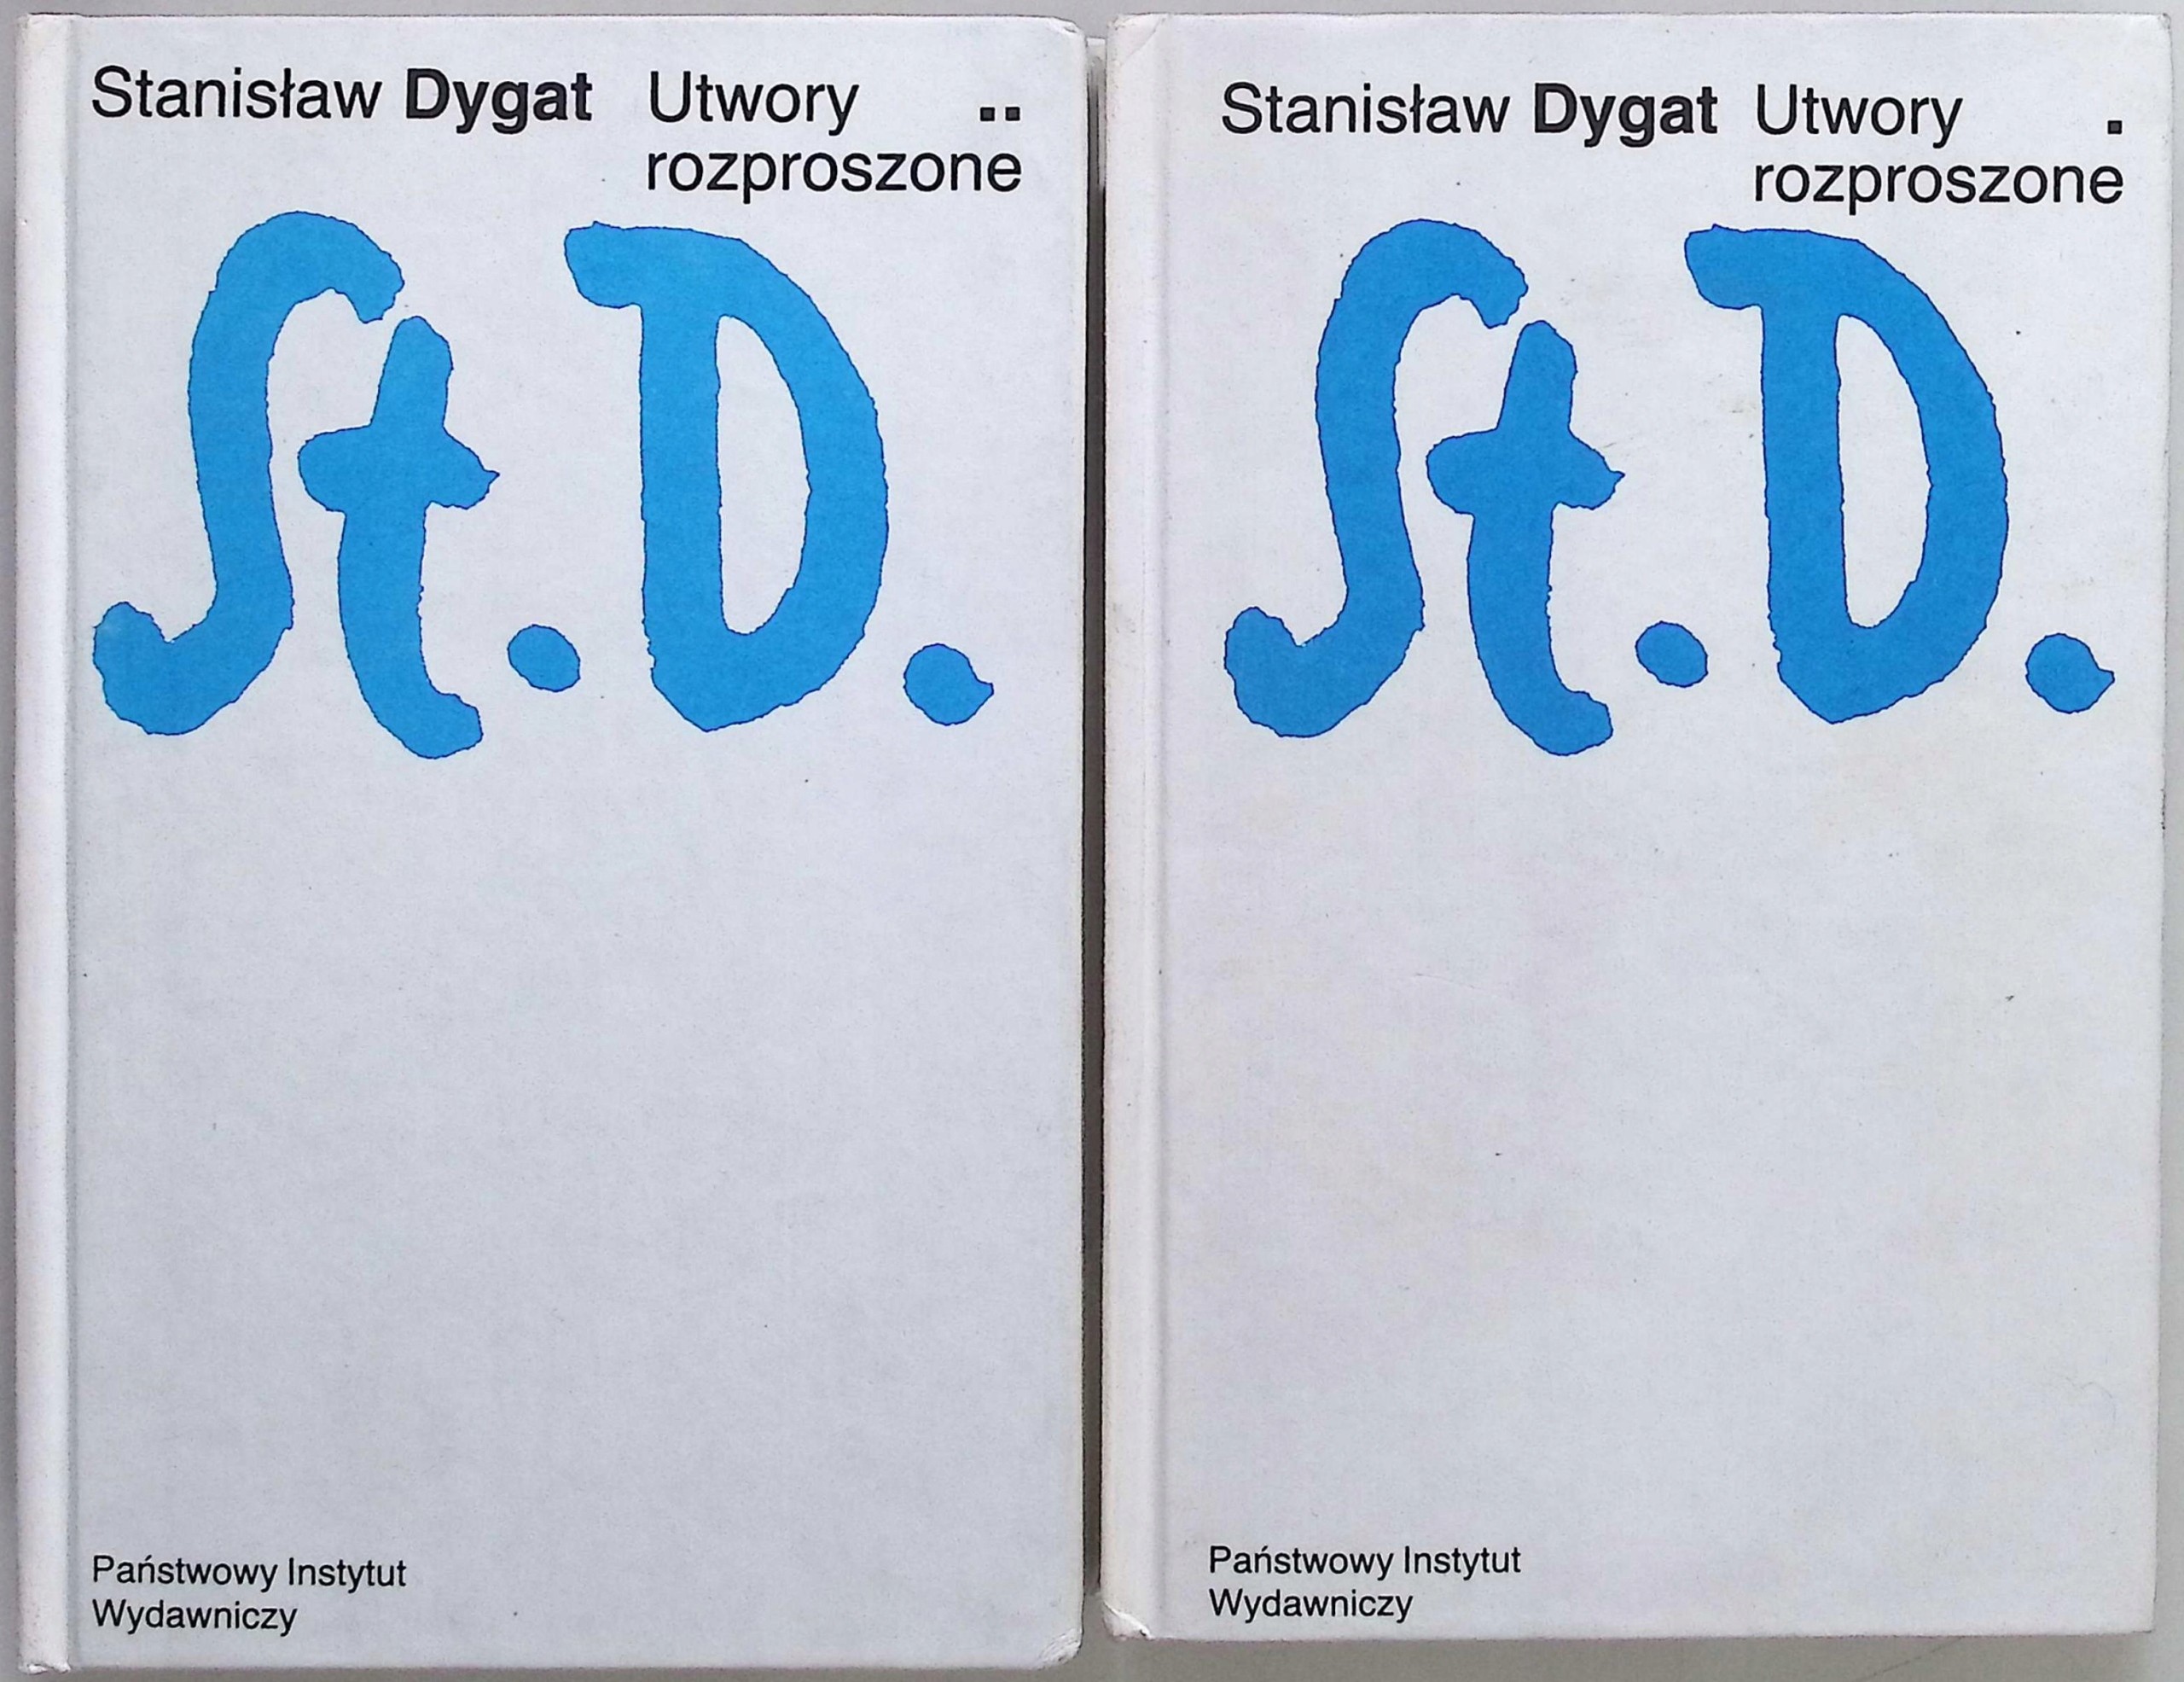 Stanisław Dygat Utwory ..
rozproszone
St. D.
Państwowy Instytut
Wydawniczy
Stanisław Dygat Utwory .
rozproszone
St. D.
Państwowy Instytut
Wydawniczy